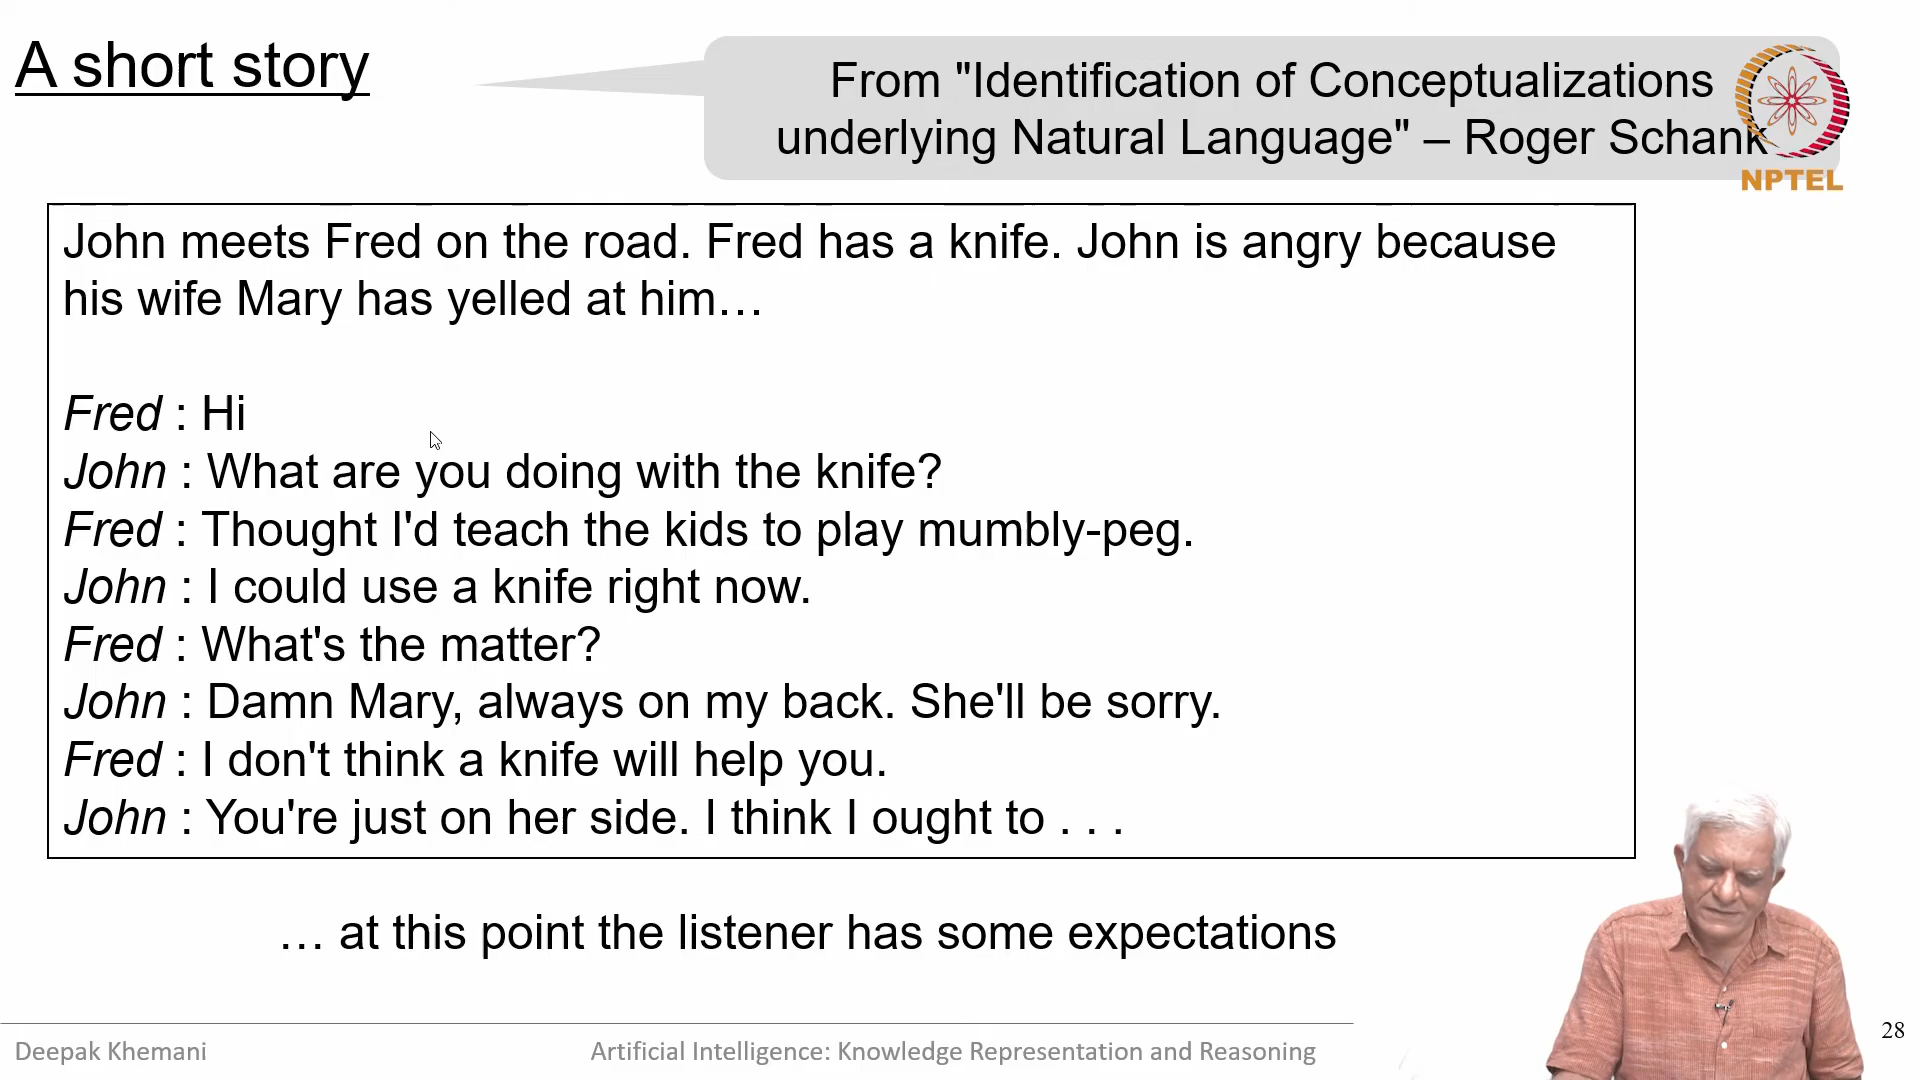 A short story
From "Identification of Conceptualizations
underlying Natural Language" – Roger Schank
NPTEL
John meets Fred on the road. Fred has a knife. John is angry because
his wife Mary has yelled at him…
Fred : Hi
John : What are you doing with the knife?
Fred : Thought I'd teach the kids to play mumbly-peg.
John : I could use a knife right now.
Fred : What's the matter?
John : Damn Mary, always on my back. She'll be sorry.
Fred : I don't think a knife will help you.
John : You're just on her side. I think I ought to . . .
… at this point the listener has some expectations
Deepak Khemani
Artificial Intelligence: Knowledge Representation and Reasoning
28